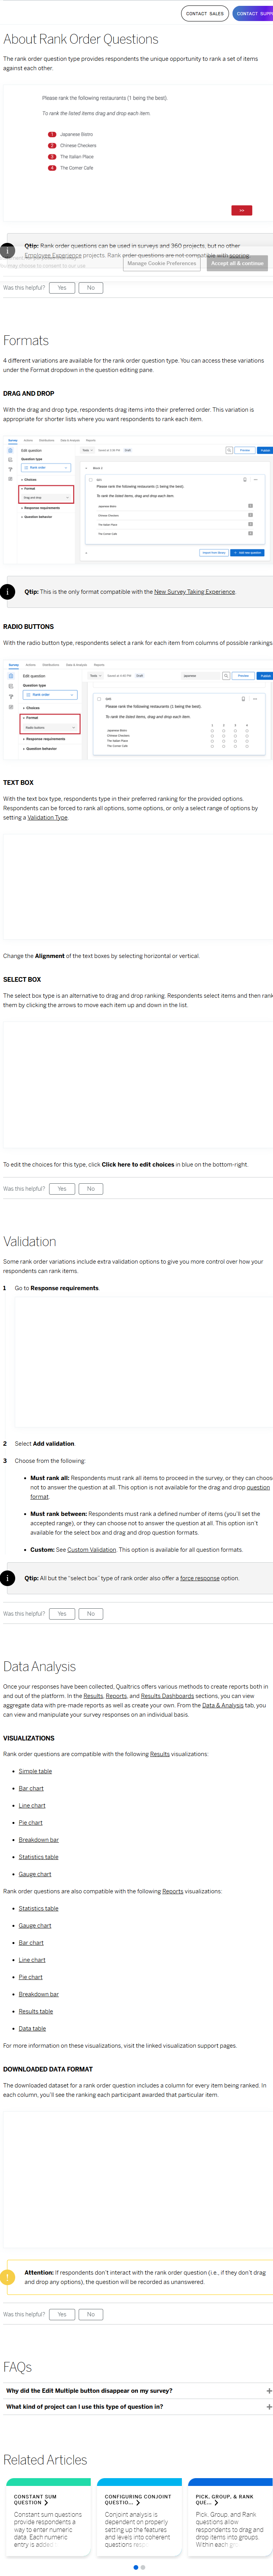 CONTACT SALES
CONTACT SUPP
About Rank Order Questions
The rank order question type provides respondents the unique opportunity to rank a set of items
against each other.
Please rank the following restaurants (1 being the best).
To rank the listed items drag and drop each item.
1 Japanese Bistro
2 Chinese Checkers
3 The Italian Place
4 The Corner Cafe
Qtip: Rank order questions can be used in surveys and 360 projects, but no other
Employee Experience projects. Rank order questions are not compatible with scoring
Manage Cookie Preferences
Accept all & continue
Was this helpful? Yes No
Formats
4 different variations are available for the rank order question type. You can access these variations
under the Format dropdown in the question editing pane.
DRAG AND DROP
With the drag and drop type, respondents drag items into their preferred order. This variation is
appropriate for shorter lists where you want respondents to rank each item.
Survey Actions Distributions Data & Analysis Reports
Edit question
Question type
Rank order
Choices
Format
Drag and drop
Response requirements
Question behavior
Tools Saved at 4:06 PM Draft
Preview Publish
Block 3
Please rank the following restaurants (1 being the best).
To rank the listed items, drag and drop each item.
Japanese Bistro
Chinese Checkers
The Italian Place
The Corner Cafe
Import from library Add new question
Qtip: This is the only format compatible with the New Survey Taking Experience.
RADIO BUTTONS
With the radio button type, respondents select a rank for each item from columns of possible rankings
Survey Actions Distributions Data & Analysis Reports
Edit question
Question type
Rank order
Choices
Format
Radio buttons
Response requirements
Question behavior
Tools Saved at 4:08 PM Draft
japanese
Preview Publish
Please rank the following restaurants (1 being the best).
To rank the listed items, drag and drop each item.
1 2 3 4
Japanese Bistro
Chinese Checkers
The Italian Place
The Corner Cafe
TEXT BOX
With the text box type, respondents type in their preferred ranking for the provided options.
Respondents can be forced to rank all options, some options, or only a select range of options by
setting a Validation Type.
Change the Alignment of the text boxes by selecting horizontal or vertical.
SELECT BOX
The select box type is an alternative to drag and drop ranking. Respondents select items and then rank
them by clicking the arrows to move each item up and down in the list.
To edit the choices for this type, click Click here to edit choices in blue on the bottom-right.
Was this helpful? Yes No
Validation
Some rank order variations include extra validation options to give you more control over how your
respondents can rank items.
1 Go to Response requirements.
2 Select Add validation.
3 Choose from the following:
• Must rank all: Respondents must rank all items to proceed in the survey, or they can choose
not to answer the question at all. This option is not available for the drag and drop question
format.
• Must rank between: Respondents must rank a defined number of items (you'll set the
accepted range), or they can choose not to answer the question at all. This option isn't
available for the select box and drag and drop question formats.
• Custom: See Custom Validation. This option is available for all question formats.
Qtip: All but the "select box" type of rank order also offer a force response option.
Was this helpful? Yes No
Data Analysis
Once your responses have been collected, Qualtrics offers various methods to create reports both in
and out of the platform. In the Results, Reports, and Results Dashboards sections, you can view
aggregate data with pre-made reports as well as create your own. From the Data & Analysis tab, you
can view and manipulate your survey responses on an individual basis.
VISUALIZATIONS
Rank order questions are compatible with the following Results visualizations:
• Simple table
• Bar chart
• Line chart
• Pie chart
• Breakdown bar
• Statistics table
• Gauge chart
Rank order questions are also compatible with the following Reports visualizations:
• Statistics table
• Gauge chart
• Bar chart
• Line chart
• Pie chart
• Breakdown bar
• Results table
• Data table
For more information on these visualizations, visit the linked visualization support pages.
DOWNLOADED DATA FORMAT
The downloaded dataset for a rank order question includes a column for every item being ranked. In
each column, you'll see the ranking each participant awarded that particular item.
Attention: If respondents don't interact with the rank order question (i.e., if they don't drag
and drop any options), the question will be recorded as unanswered.
Was this helpful? Yes No
FAQs
Why did the Edit Multiple button disappear on my survey? +
What kind of project can I use this type of question in? +
Related Articles
CONSTANT SUM
QUESTION
Constant sum questions
provide respondents a
way to enter numeric
data. Each numeric
entry is added
CONFIGURING CONJOINT
QUESTIO...
Conjoint analysis is
dependent on properly
setting up the features
and levels into coherent
questions
PICK, GROUP, & RANK
QUE...
Pick, Group, and Rank
questions allow
respondents to drag and
drop items into groups.
Within each